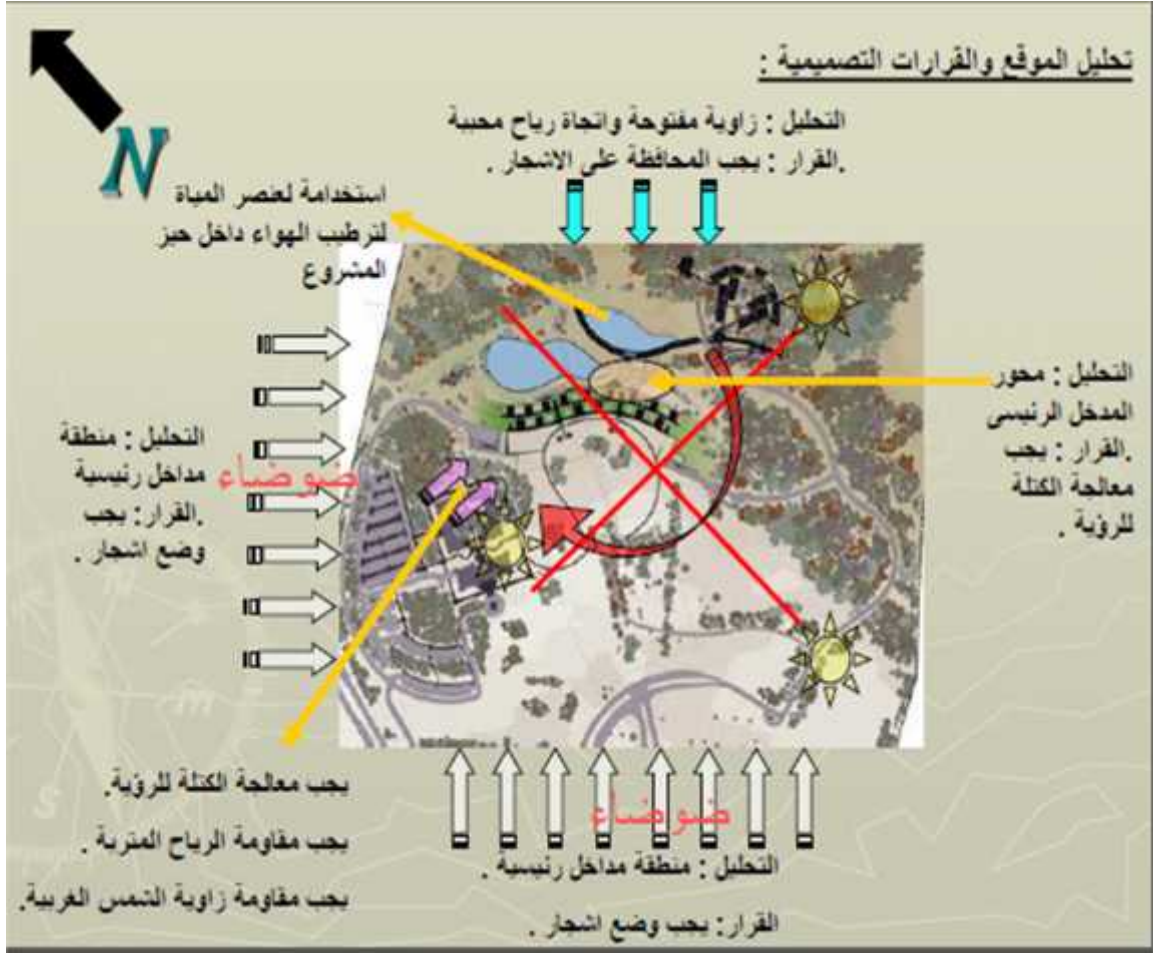 تحليل الموقع والقرارات التصميمية :
التحليل : زاوية مفتوحة واتجاة رياح محببة
.القرار : يجب المحافظة على الاشجار .
N
استخدامة لعنصر المياة
لترطيب الهواء داخل حيز
المشروع
التحليل : محور
المدخل الرئيسى
.القرار : يجب
معالجة الكتلة
للرؤية .
التحليل : منطقة
مداخل رئيسية
.القرار: يجب
وضع اشجار .
ضوضاء
ضوضاء
يجب معالجة الكتلة للرؤية.
يجب مقاومة الرياح المتربة .
يجب مقاومة زاوية الشمس الغربية.
التحليل : منطقة مداخل رئيسية .
القرار: يجب وضع اشجار .